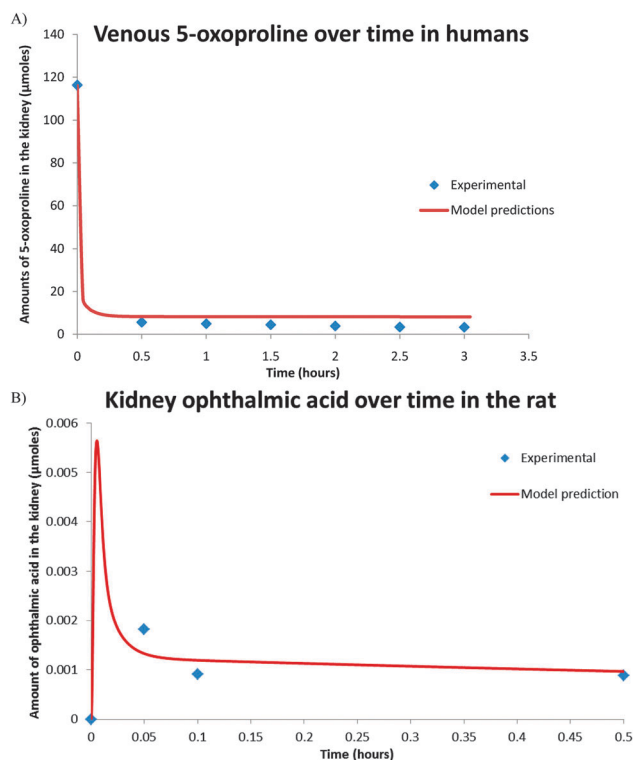 A)
Venous 5-oxoproline over time in humans
Amounts of 5-oxoproline in the kidney (μmoles)
140
120
100
80
60
40
20
0
Experimental
Model predictions
0 0.5 1 1.5 2 2.5 3 3.5
Time (hours)
B)
Kidney ophthalmic acid over time in the rat
Amount of ophthalmic acid in the kidney (μmoles)
0.006
0.005
0.004
0.003
0.002
0.001
0
Experimental
Model prediction
0 0.05 0.1 0.15 0.2 0.25 0.3 0.35 0.4 0.45 0.5
Time (hours)